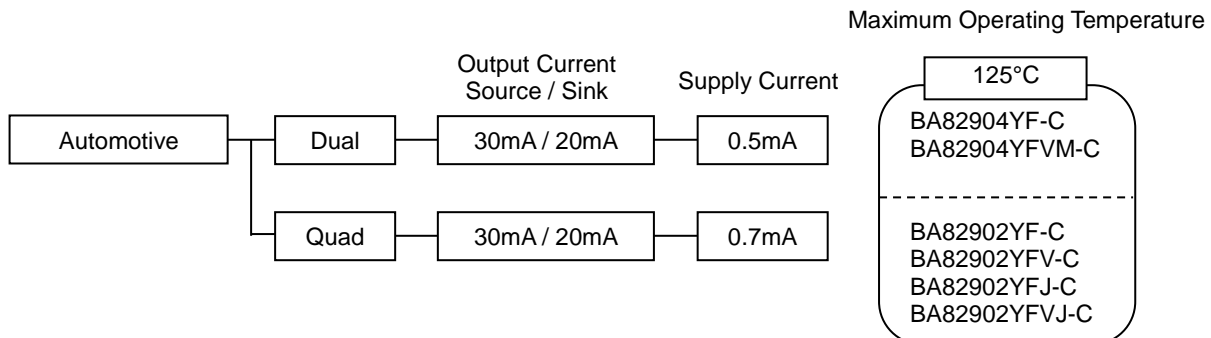 Maximum Operating Temperature
Output Current
Source / Sink
Supply Current
125°C
Automotive
Dual
30mA / 20mA
0.5mA
BA82904YF-C
BA82904YFVM-C
Quad
30mA / 20mA
0.7mA
BA82902YF-C
BA82902YFV-C
BA82902YFJ-C
BA82902YFVJ-C